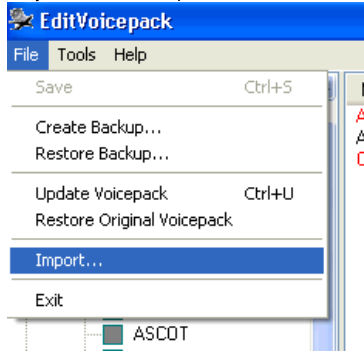 EditVoicepack
File Tools Help
Save Ctrl+S
Create Backup...
Restore Backup...
Update Voicepack Ctrl+U
Restore Original Voicepack
Import...
Exit
ASCOT